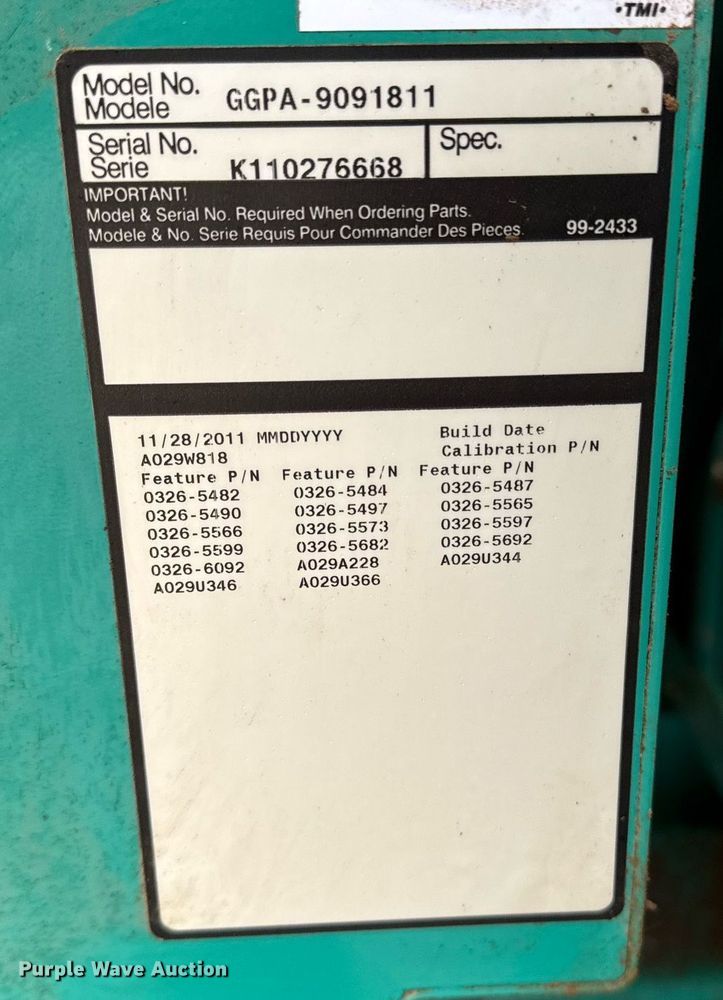 •TMI•
Model No. GGPA-9091811
Modele
Serial No.
Serie K110276668
Spec.
IMPORTANT!
Model & Serial No. Required When Ordering Parts.
Modele & No. Serie Requis Pour Commander Des Pieces. 99-2433
11/28/2011 MMDDYYYY Build Date
A029W818 Calibration P/N
Feature P/N Feature P/N Feature P/N
0326-5482 0326-5484 0326-5487
0326-5490 0326-5497 0326-5565
0326-5566 0326-5573 0326-5597
0326-5599 0326-5682 0326-5692
0326-6092 A029A228 A029U344
A029U346 A029U366
Purple Wave Auction